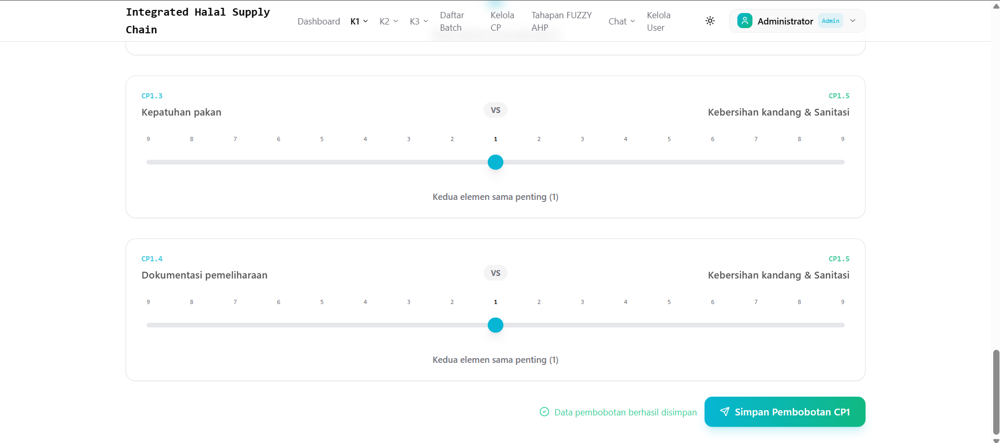 Integrated Halal Supply
Chain
Dashboard
K1
K2
K3
Daftar
Batch
Kelola
CP
Tahapan FUZZY
AHP
Chat
Kelola
User
Administrator
Admin
CP1.3
CP1.5
Kepatuhan pakan
VS
Kebersihan kandang & Sanitasi
9 8 7 6 5 4 3 2 1 2 3 4 5 6 7 8 9
Kedua elemen sama penting (1)
CP1.4
CP1.5
Dokumentasi pemeliharaan
VS
Kebersihan kandang & Sanitasi
9 8 7 6 5 4 3 2 1 2 3 4 5 6 7 8 9
Kedua elemen sama penting (1)
Data pembobotan berhasil disimpan
Simpan Pembobotan CP1